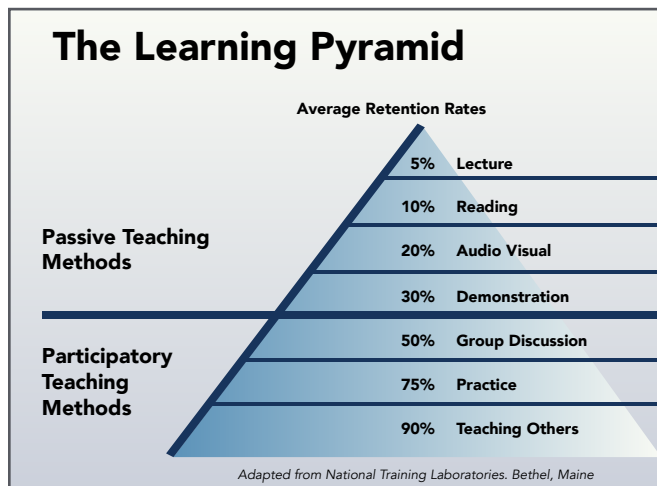 The Learning Pyramid
Average Retention Rates
5% Lecture
10% Reading
20% Audio Visual
30% Demonstration
Passive Teaching
Methods
50% Group Discussion
75% Practice
90% Teaching Others
Participatory
Teaching
Methods
Adapted from National Training Laboratories. Bethel, Maine